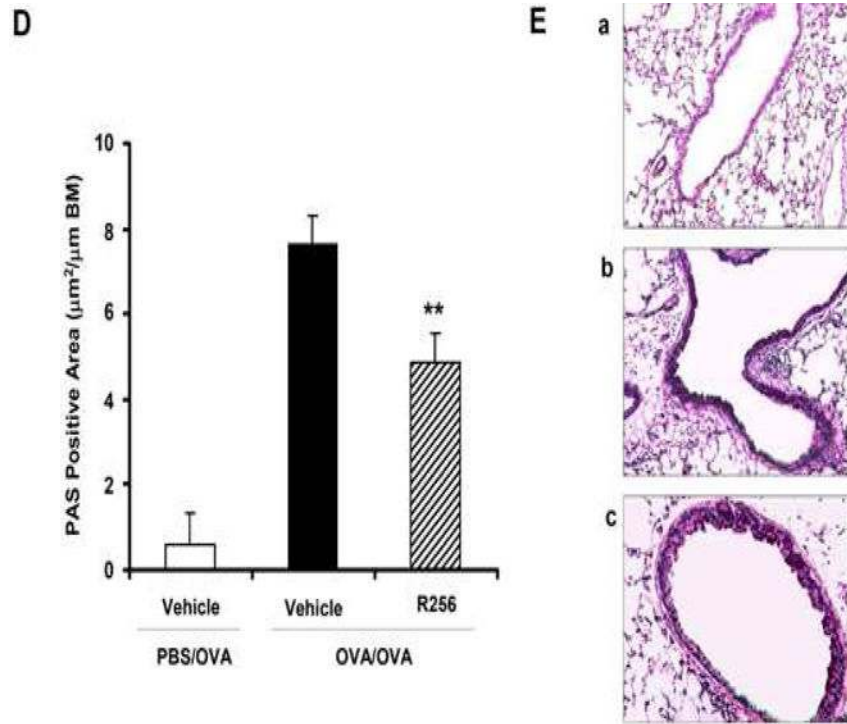 D
E
a
b
c
PAS Positive Area (μm²/μm BM)
10
8
6
4
2
0
**
Vehicle
Vehicle
R256
PBS/OVA
OVA/OVA